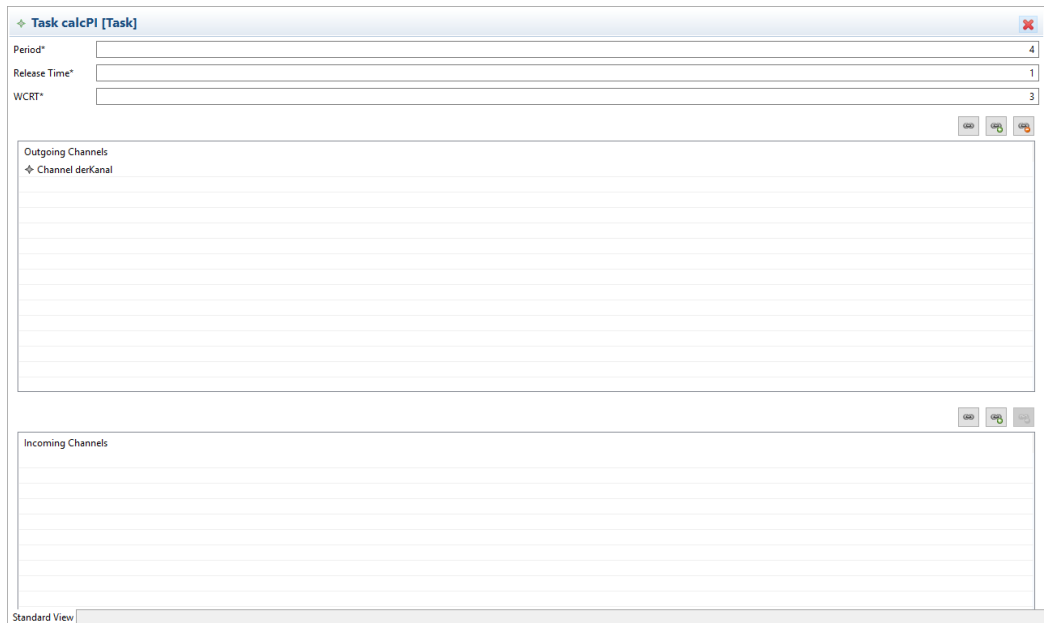 Task calcPI [Task]
Period* 4
Release Time* 1
WCRT* 3
Outgoing Channels
Channel derKanal
Incoming Channels
Standard View